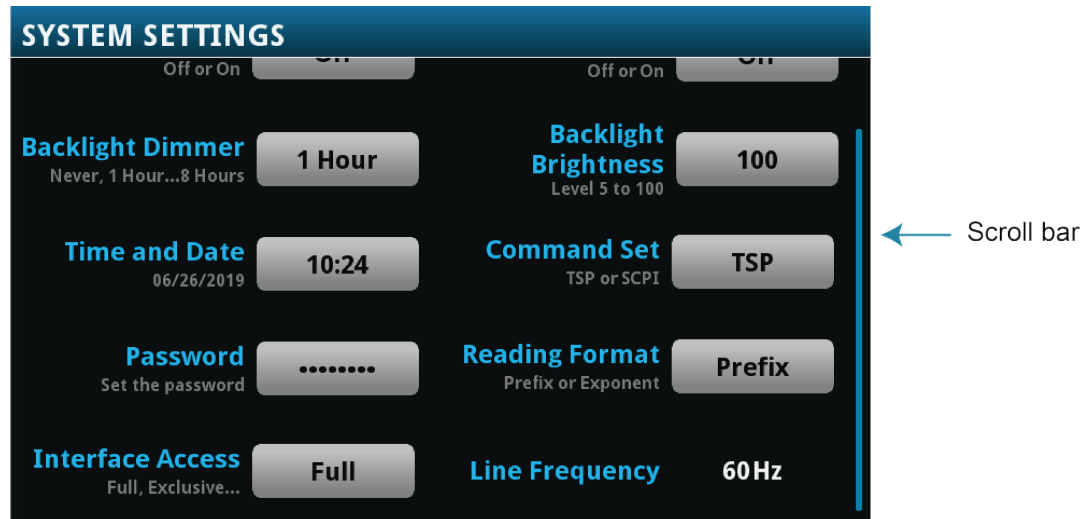 SYSTEM SETTINGS
On
Off or On
On
Off or On
Backlight Dimmer
Never, 1 Hour...8 Hours
1 Hour
Backlight
Brightness
Level 5 to 100
100
Time and Date
06/26/2019
10:24
Command Set
TSP or SCPI
TSP
Scroll bar
Password
Set the password
••••••••
Reading Format
Prefix or Exponent
Prefix
Interface Access
Full, Exclusive...
Full
Line Frequency
60Hz